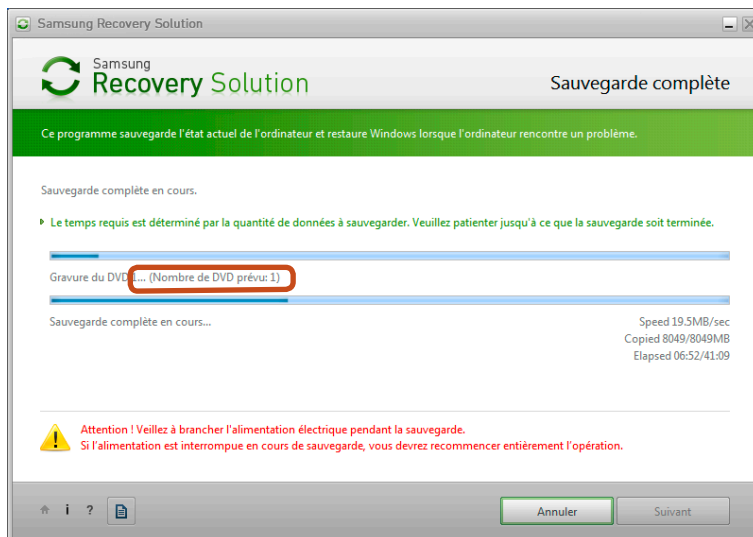 Samsung Recovery Solution
Samsung
Recovery Solution
Sauvegarde complète
Ce programme sauvegarde l'état actuel de l'ordinateur et restaure Windows lorsque l'ordinateur rencontre un problème.
Sauvegarde complète en cours.
Le temps requis est déterminé par la quantité de données à sauvegarder. Veuillez patienter jusqu'à ce que la sauvegarde soit terminée.
Gravure du DVD 1... (Nombre de DVD prévu: 1)
Sauvegarde complète en cours...
Speed 19.5MB/sec
Copied 8049/8049MB
Elapsed 06:52/41:09
Attention ! Veillez à brancher l'alimentation électrique pendant la sauvegarde.
Si l'alimentation est interrompue en cours de sauvegarde, vous devrez recommencer entièrement l'opération.
i ? Annuler Suivant